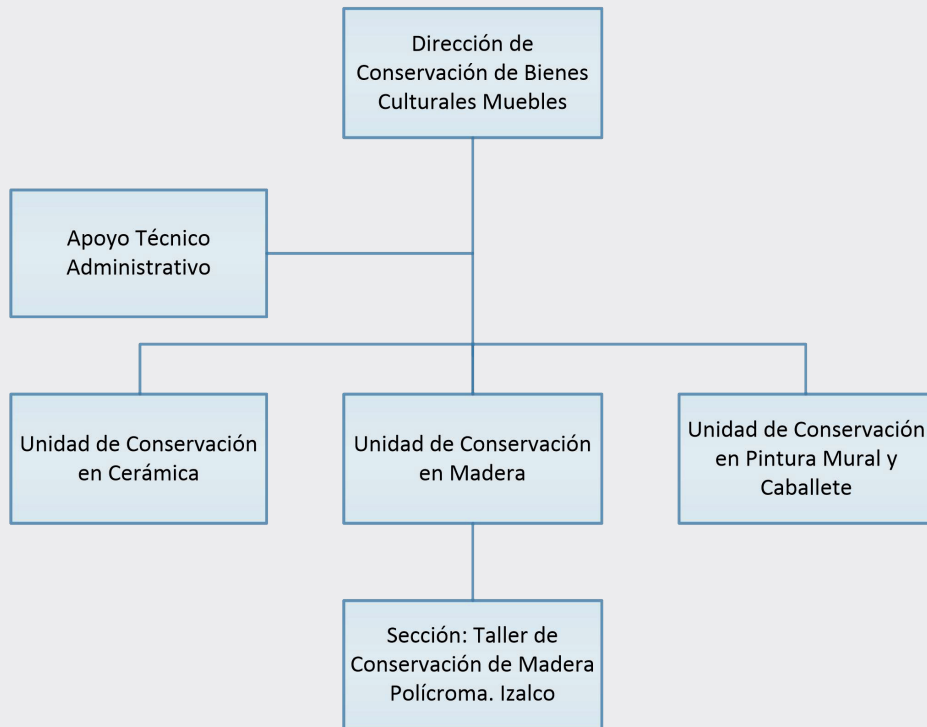 Dirección de
Conservación de Bienes
Culturales Muebles
Apoyo Técnico
Administrativo
Unidad de Conservación
en Cerámica
Unidad de Conservación
en Madera
Unidad de Conservación
en Pintura Mural y
Caballete
Sección: Taller de
Conservación de Madera
Polícroma. Izalco